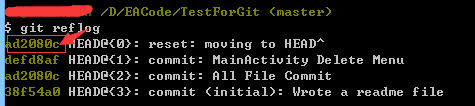 /D/EACode/TestForGit (master)
$ git reflog
ad2080c HEAD@{0}: reset: moving to HEAD^
defd8af HEAD@{1}: commit: MainActivity Delete Menu
ad2080c HEAD@{2}: commit: All File Commit
38f54a0 HEAD@{3}: commit (initial): Wrote a readme file